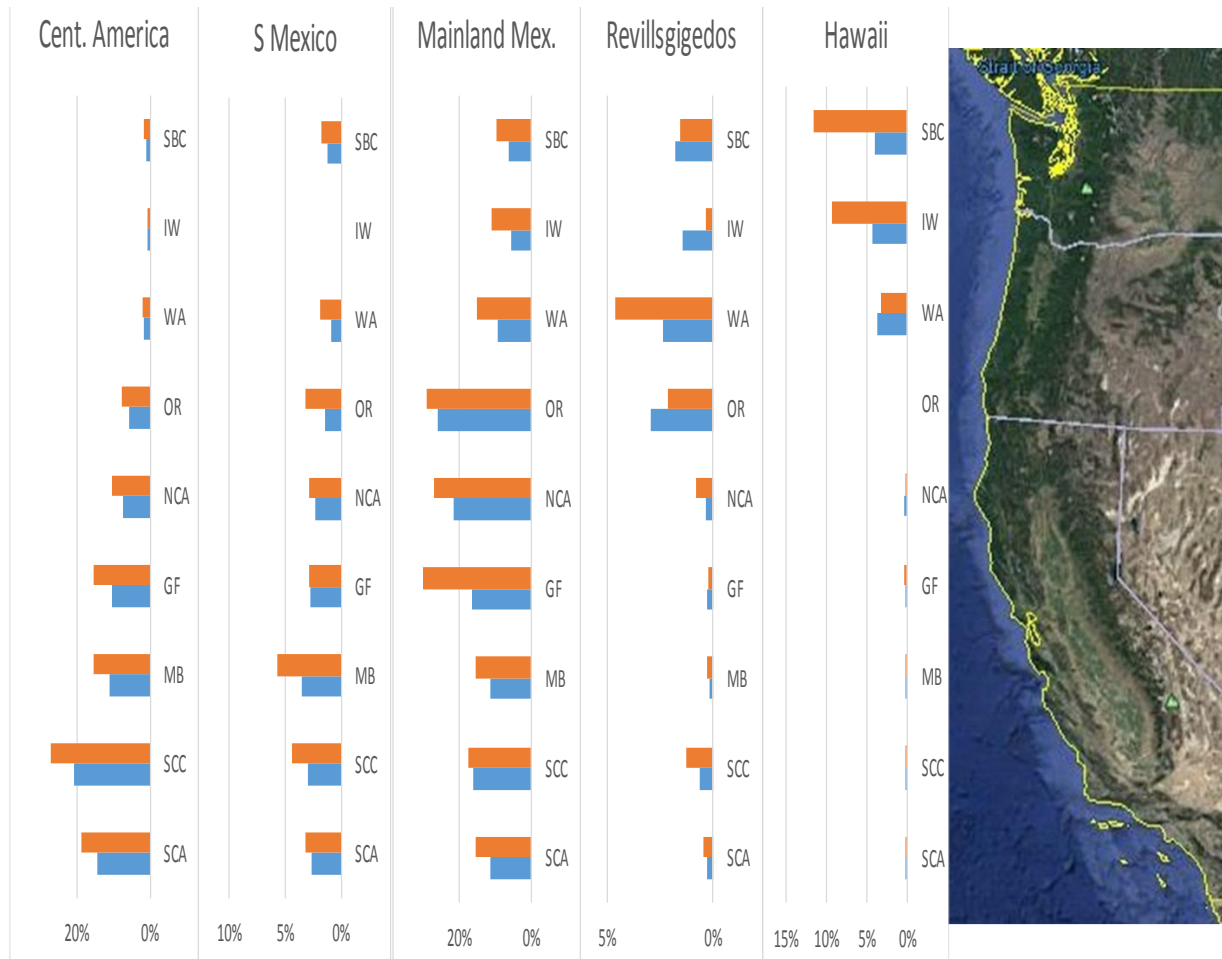 Cent. America S Mexico Mainland Mex. Revillsgigedos Hawaii
Strait of Georgia
SBC SBC SBC SBC SBC
IW IW IW IW IW
WA WA WA WA WA
OR OR OR OR OR
NCA NCA NCA NCA NCA
GF GF GF GF GF
MB MB MB MB MB
SCC SCC SCC SCC SCC
SCA SCA SCA SCA SCA
20% 0% 10% 5% 0% 20% 0% 5% 0% 15% 10% 5% 0%